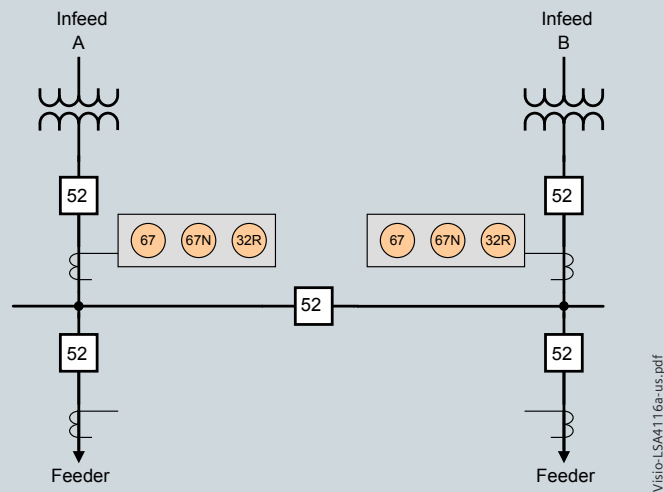 Infeed
A
Infeed
B
52
52
67 67N 32R
67 67N 32R
52
52
52
Feeder
Feeder
Visio-LSA4116a-us.pdf